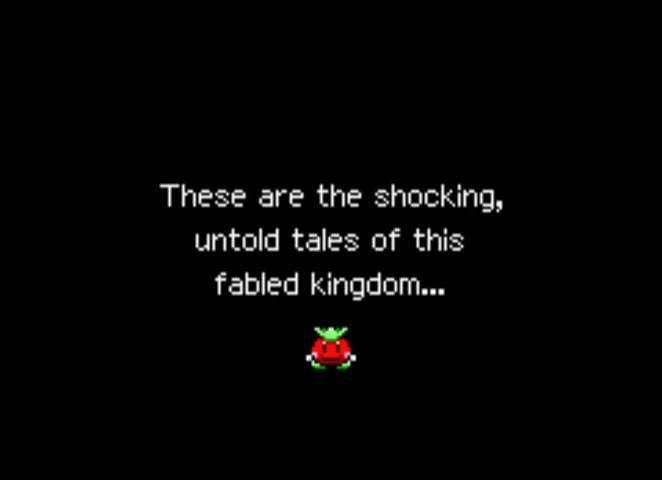 These are the shocking,
untold tales of this
fabled kingdom...